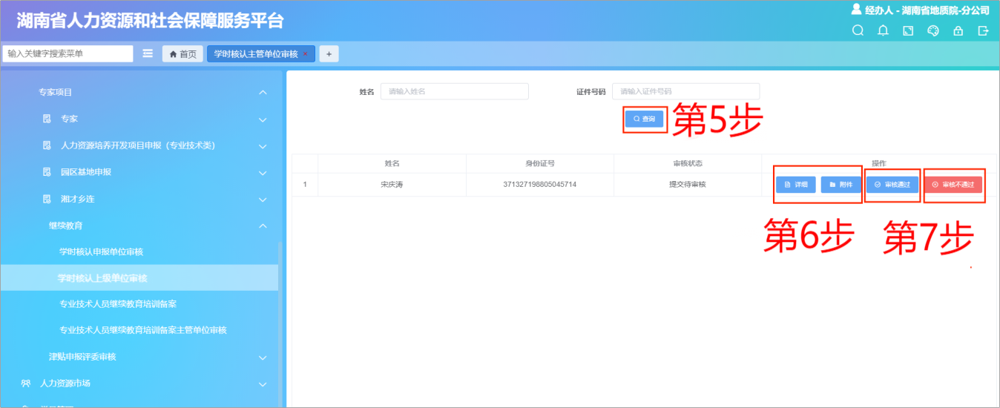 湖南省人力资源和社会保障服务平台
经办人 - 湖南省地质院-分公司
输入关键字搜索菜单
首页
学时核认主管单位审核 ×
+
专家项目
专家
人力资源培养开发项目申报（专业技术类）
园区基地申报
湘才乡连
继续教育
学时核认申报单位审核
学时核认上级单位审核
专业技术人员继续教育培训备案
专业技术人员继续教育培训备案主管单位审核
津贴申报评委审核
人力资源市场
姓名 请输入姓名 证件号码 请输入证件号码
查询 第5步
姓名 身份证号 审核状态 操作
1 宋庆涛 371327198805045714 提交待审核 详细 附件 审核通过 审核不通过
第6步 第7步